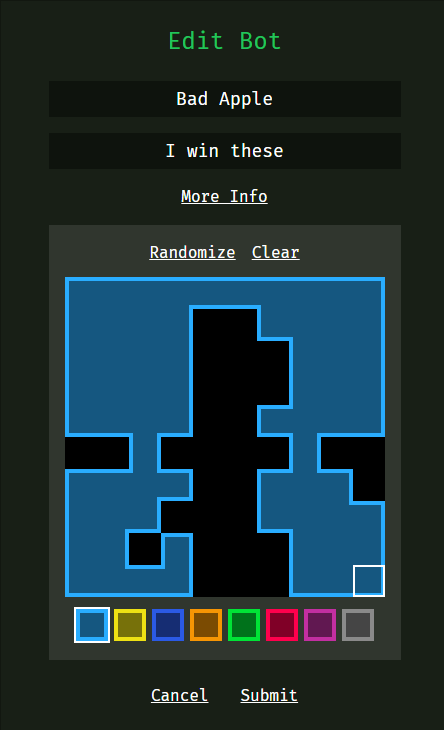 Edit Bot
Bad Apple
I win these
More Info
Randomize Clear
Cancel Submit